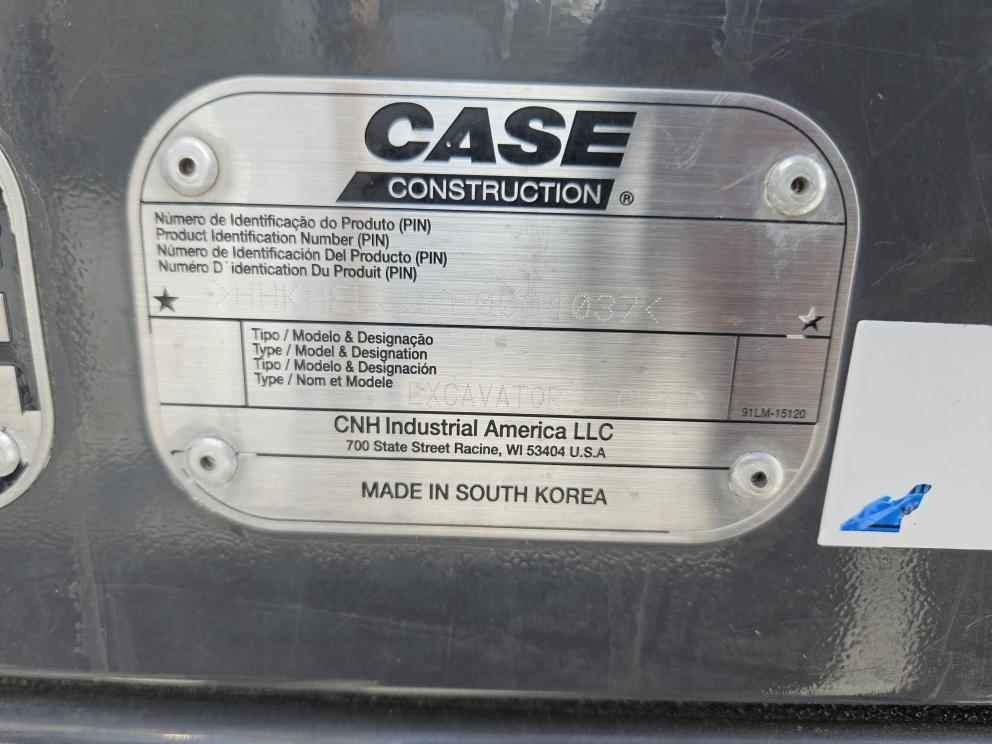 CASE
CONSTRUCTION ®
Número de Identificação do Produto (PIN)
Product Identification Number (PIN)
Número de Identificación Del Producto (PIN)
Numéro D'identication Du Produit (PIN)
Tipo / Modelo & Designação
Type / Model & Designation
Tipo / Modelo & Designación
Type / Nom et Modele
EXCAVATOR C
91LM-15120
CNH Industrial America LLC
700 State Street Racine, WI 53404 U.S.A
MADE IN SOUTH KOREA